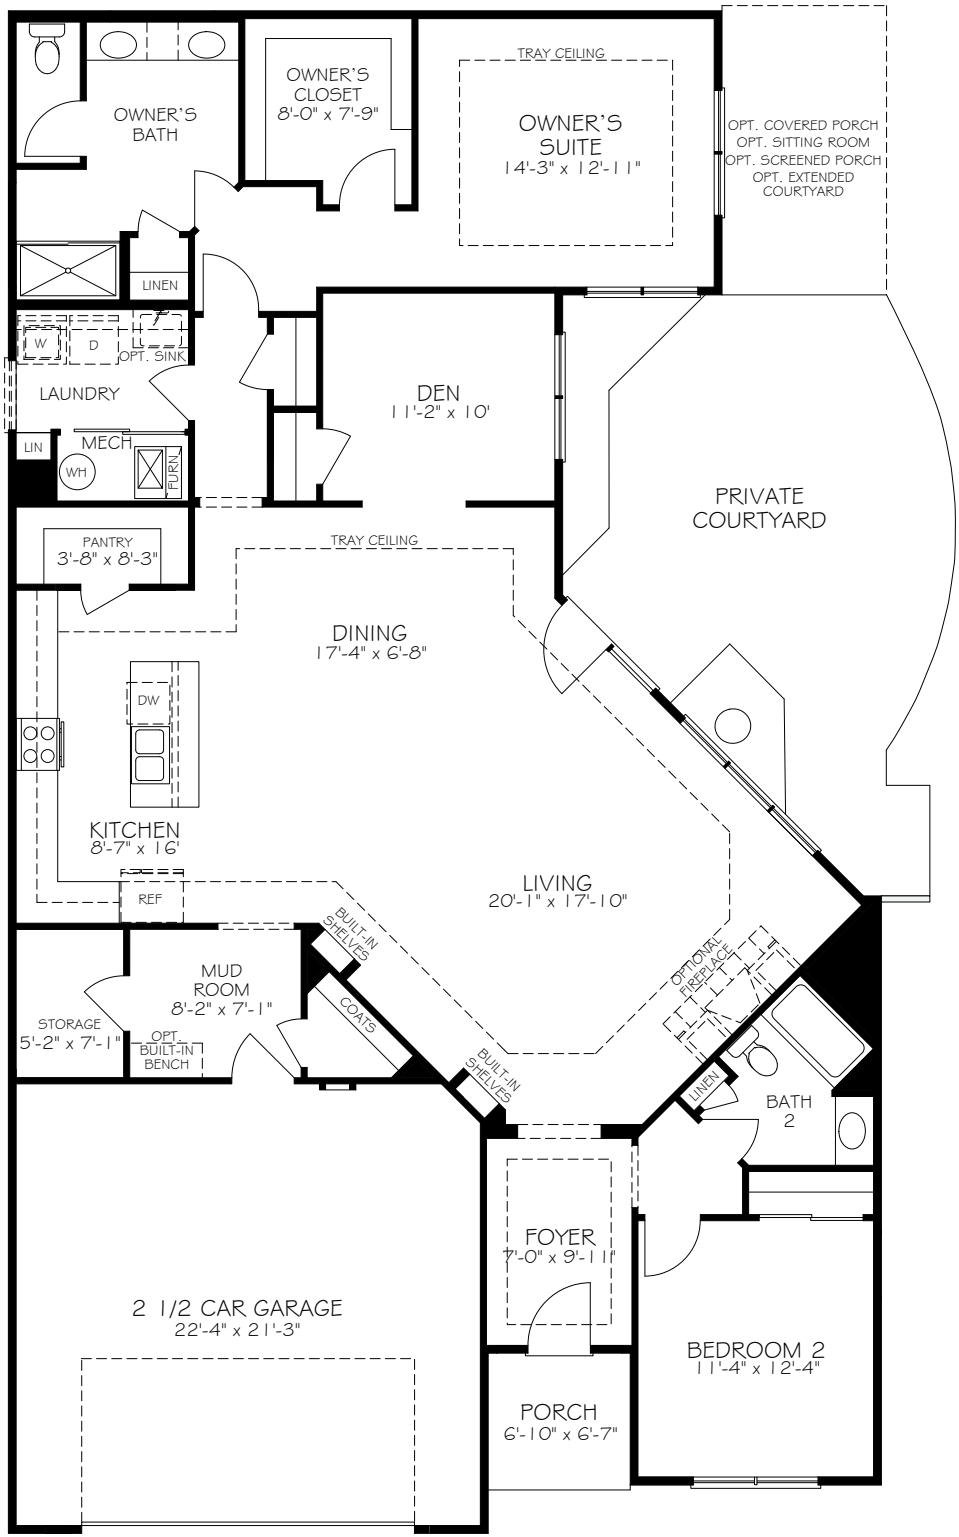 TRAY CEILING
OWNER'S
CLOSET
8'-0" x 7'-9"
OWNER'S
BATH
OWNER'S
SUITE
14'-3" x 12'-11"
OPT. COVERED PORCH
OPT. SITTING ROOM
OPT. SCREENED PORCH
OPT. EXTENDED
COURTYARD
LINEN
W
D
OPT. SINK
LAUNDRY
DEN
11'-2" x 10'
LIN
MECH
WH
FURN
PRIVATE
COURTYARD
PANTRY
3'-8" x 8'-3"
TRAY CEILING
DINING
17'-4" x 6'-8"
DW
KITCHEN
8'-7" x 16'
REF
LIVING
20'-1" x 17'-10"
BUILT-IN
SHELVES
OPTIONAL
FIREPLACE
MUD
ROOM
8'-2" x 7'-1"
COATS
STORAGE
5'-2" x 7'-1"
OPT.
BUILT-IN
BENCH
BUILT-IN
SHELVES
LINEN
BATH
2
FOYER
7'-0" x 9'-11"
2 1/2 CAR GARAGE
22'-4" x 21'-3"
BEDROOM 2
11'-4" x 12'-4"
PORCH
6'-10" x 6'-7"